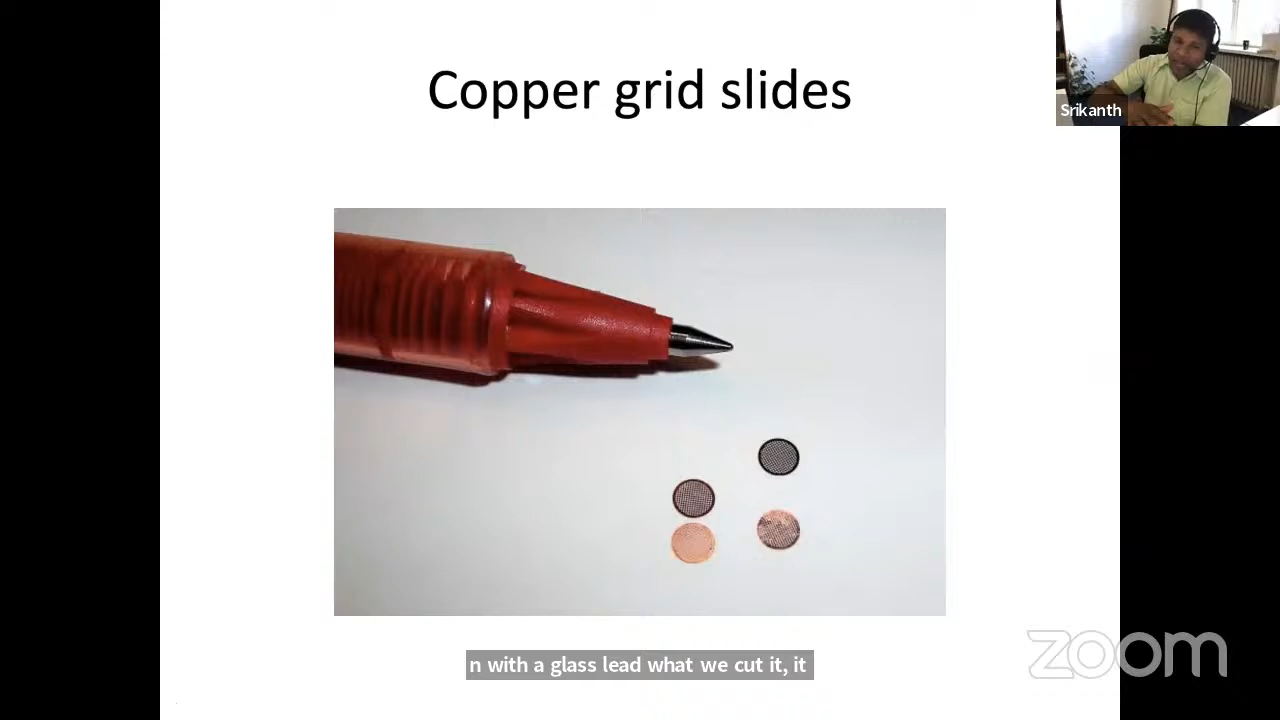 Copper grid slides
Srikanth
n with a glass lead what we cut it, it
zoom